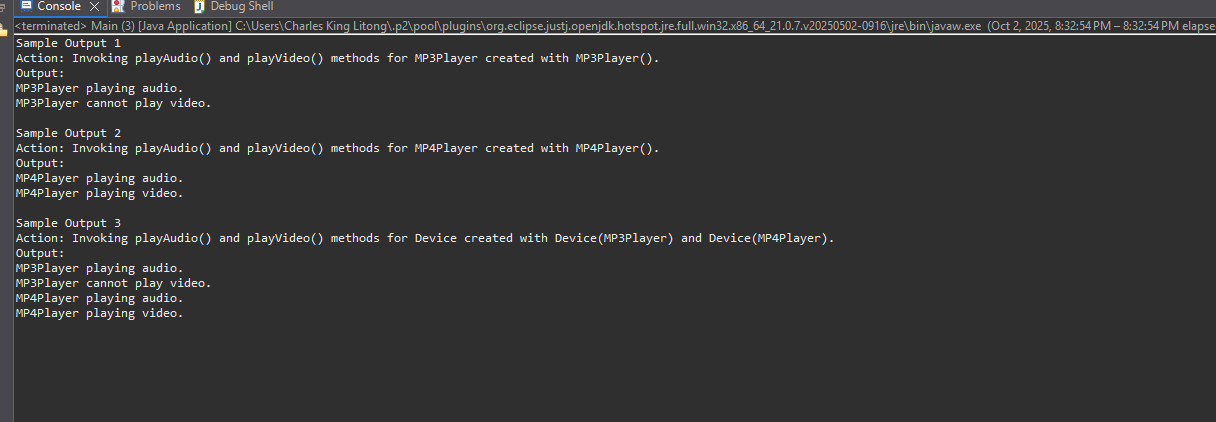 Console Problems Debug Shell
<terminated> Main (3) [Java Application] C:\Users\Charles King Litong\.p2\pool\plugins\org.eclipse.justj.openjdk.hotspot.jre.full.win32.x86_64_21.0.7.v20250502-0916\jre\bin\javaw.exe (Oct 2, 2025, 8:32:54 PM – 8:32:54 PM elapse
Sample Output 1
Action: Invoking playAudio() and playVideo() methods for MP3Player created with MP3Player().
Output:
MP3Player playing audio.
MP3Player cannot play video.

Sample Output 2
Action: Invoking playAudio() and playVideo() methods for MP4Player created with MP4Player().
Output:
MP4Player playing audio.
MP4Player playing video.

Sample Output 3
Action: Invoking playAudio() and playVideo() methods for Device created with Device(MP3Player) and Device(MP4Player).
Output:
MP3Player playing audio.
MP3Player cannot play video.
MP4Player playing audio.
MP4Player playing video.